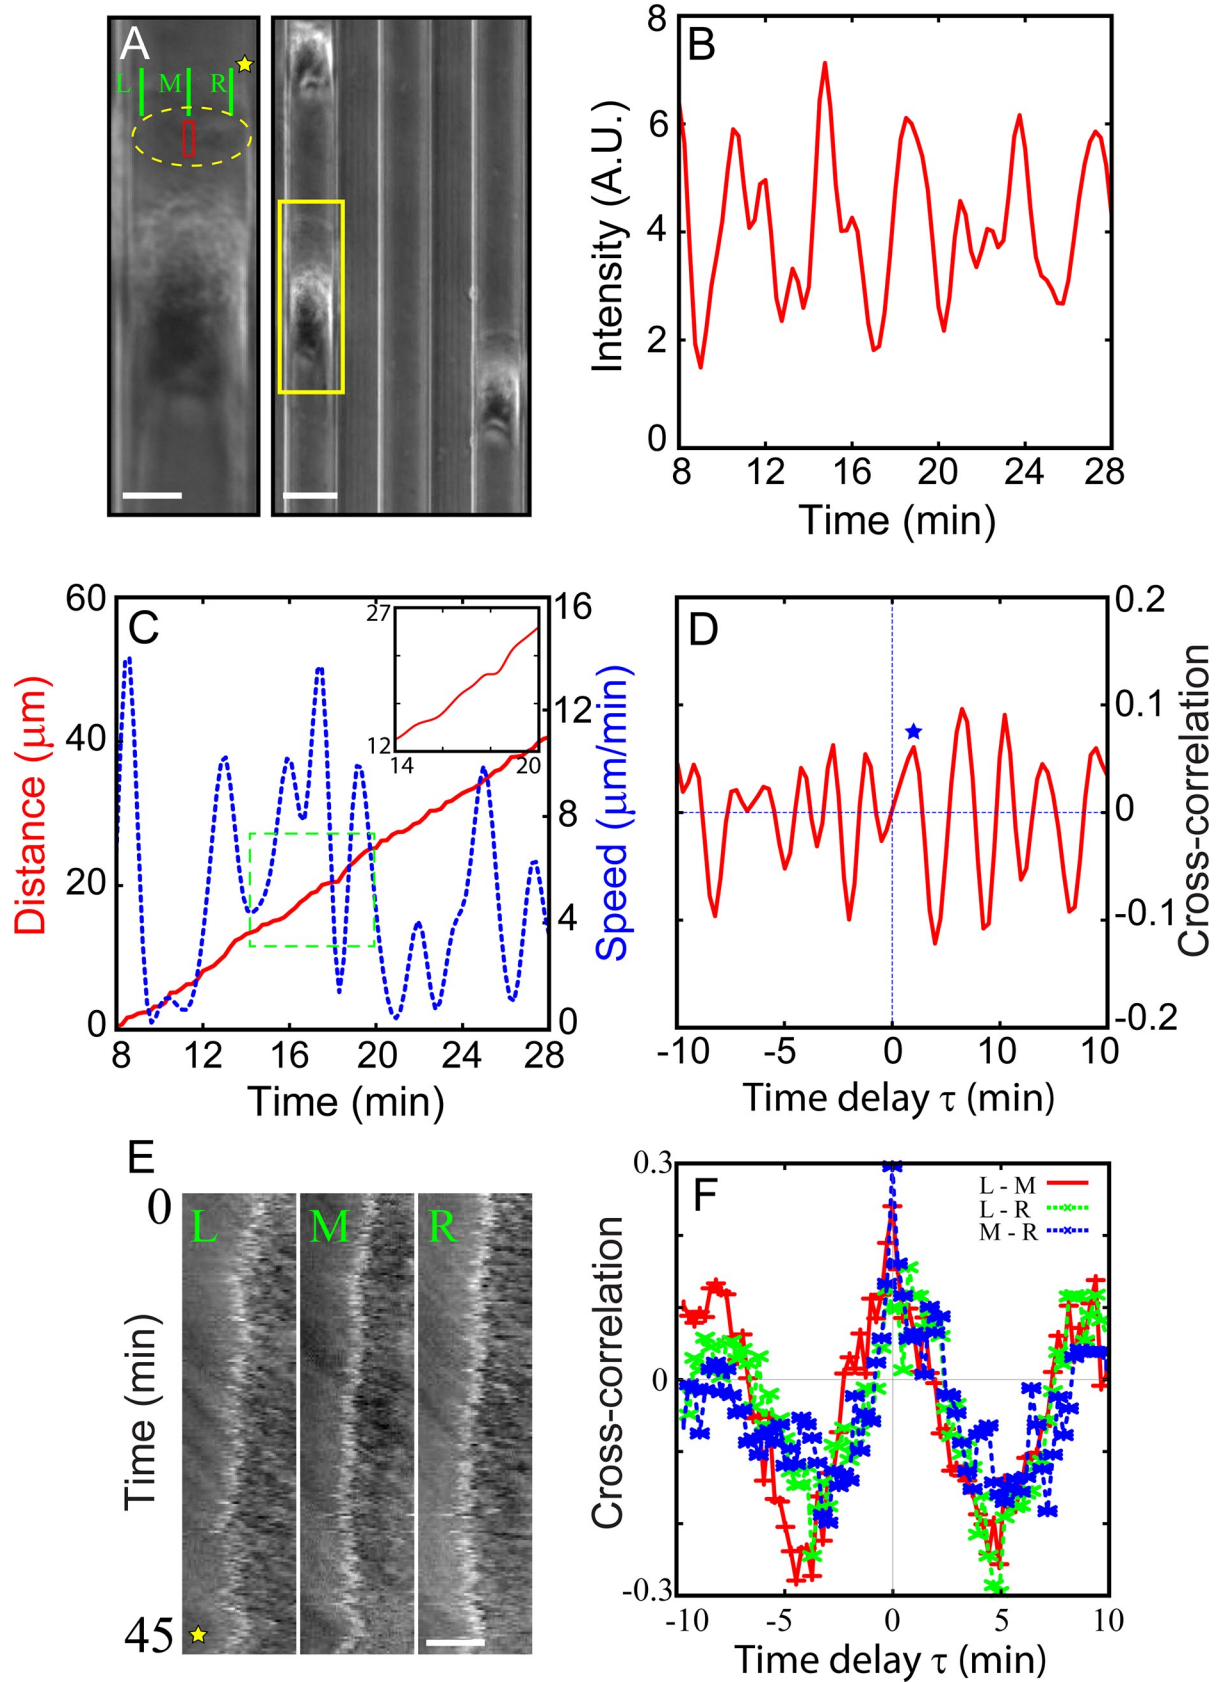 A
L M R
B
Intensity (A.U.)
8
6
4
2
0
8 12 16 20 24 28
Time (min)
C
Distance (µm)
60
40
20
0
Speed (µm/min)
16
12
8
4
0
27
12
14 20
8 12 16 20 24 28
Time (min)
D
0.2
0.1
0
-0.1
-0.2
Cross-correlation
-10 -5 0 10 10
Time delay τ (min)
E
0
45
Time (min)
L M R
F
L - M
L - R
M - R
Cross-correlation
0.3
0
-0.3
-10 -5 0 5 10
Time delay τ (min)